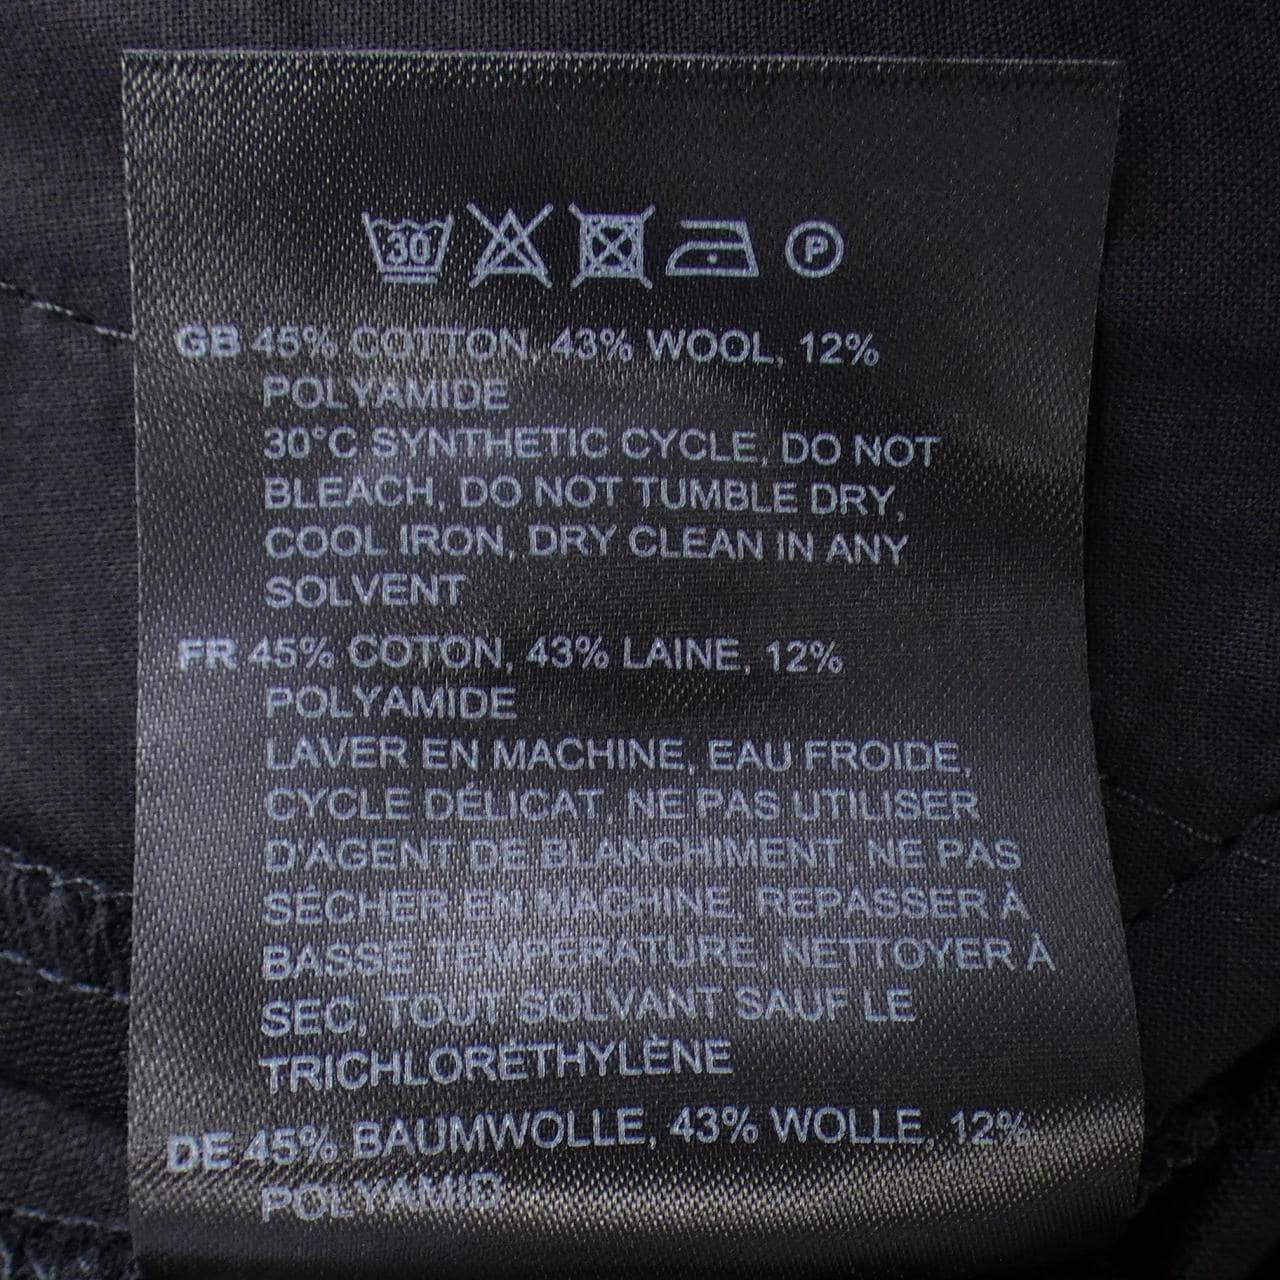 30
P
GB 45% COTTON, 43% WOOL, 12%
POLYAMIDE
30°C SYNTHETIC CYCLE, DO NOT
BLEACH, DO NOT TUMBLE DRY,
COOL IRON, DRY CLEAN IN ANY
SOLVENT
FR 45% COTON, 43% LAINE, 12%
POLYAMIDE
LAVER EN MACHINE, EAU FROIDE,
CYCLE DÉLICAT, NE PAS UTILISER
D'AGENT DE BLANCHIMENT, NE PAS
SÉCHER EN MACHINE, REPASSER À
BASSE TEMPÉRATURE, NETTOYER À
SEC, TOUT SOLVANT SAUF LE
TRICHLORÉTHYLÈNE
DE 45% BAUMWOLLE, 43% WOLLE, 12%
POLYAMID